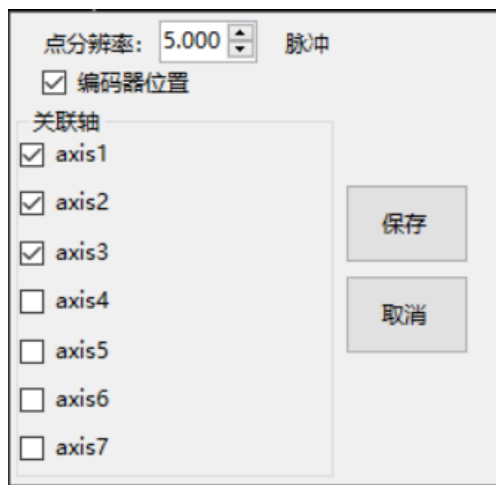 点分辨率： 5.000 脉冲
编码器位置
关联轴
axis1
axis2
axis3
axis4
axis5
axis6
axis7
保存
取消